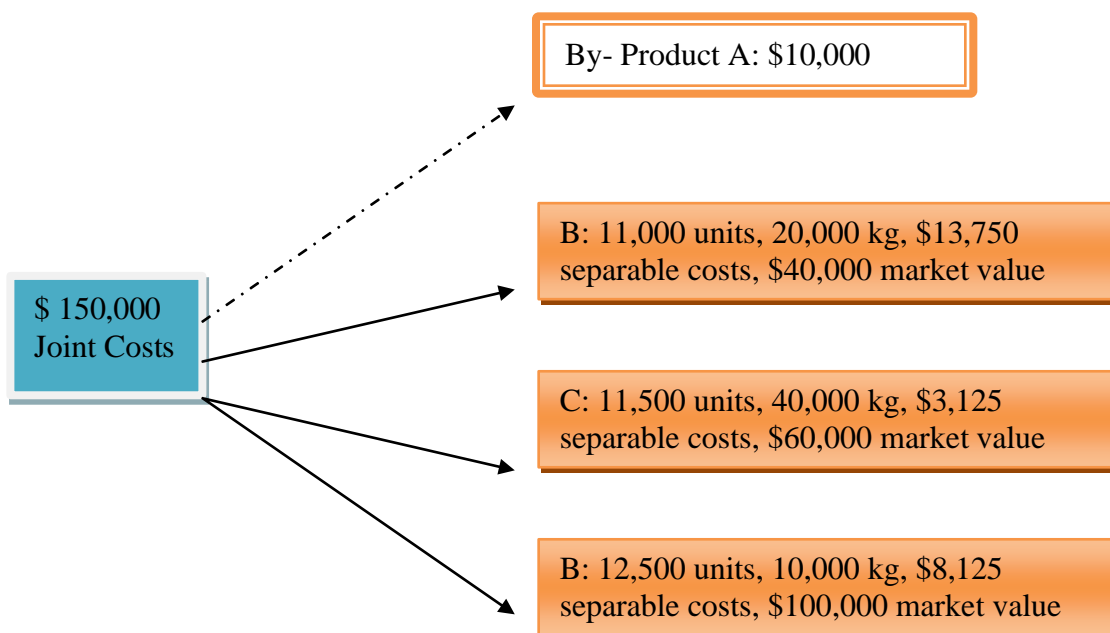 By- Product A: $10,000
B: 11,000 units, 20,000 kg, $13,750
separable costs, $40,000 market value
$ 150,000
Joint Costs
C: 11,500 units, 40,000 kg, $3,125
separable costs, $60,000 market value
B: 12,500 units, 10,000 kg, $8,125
separable costs, $100,000 market value